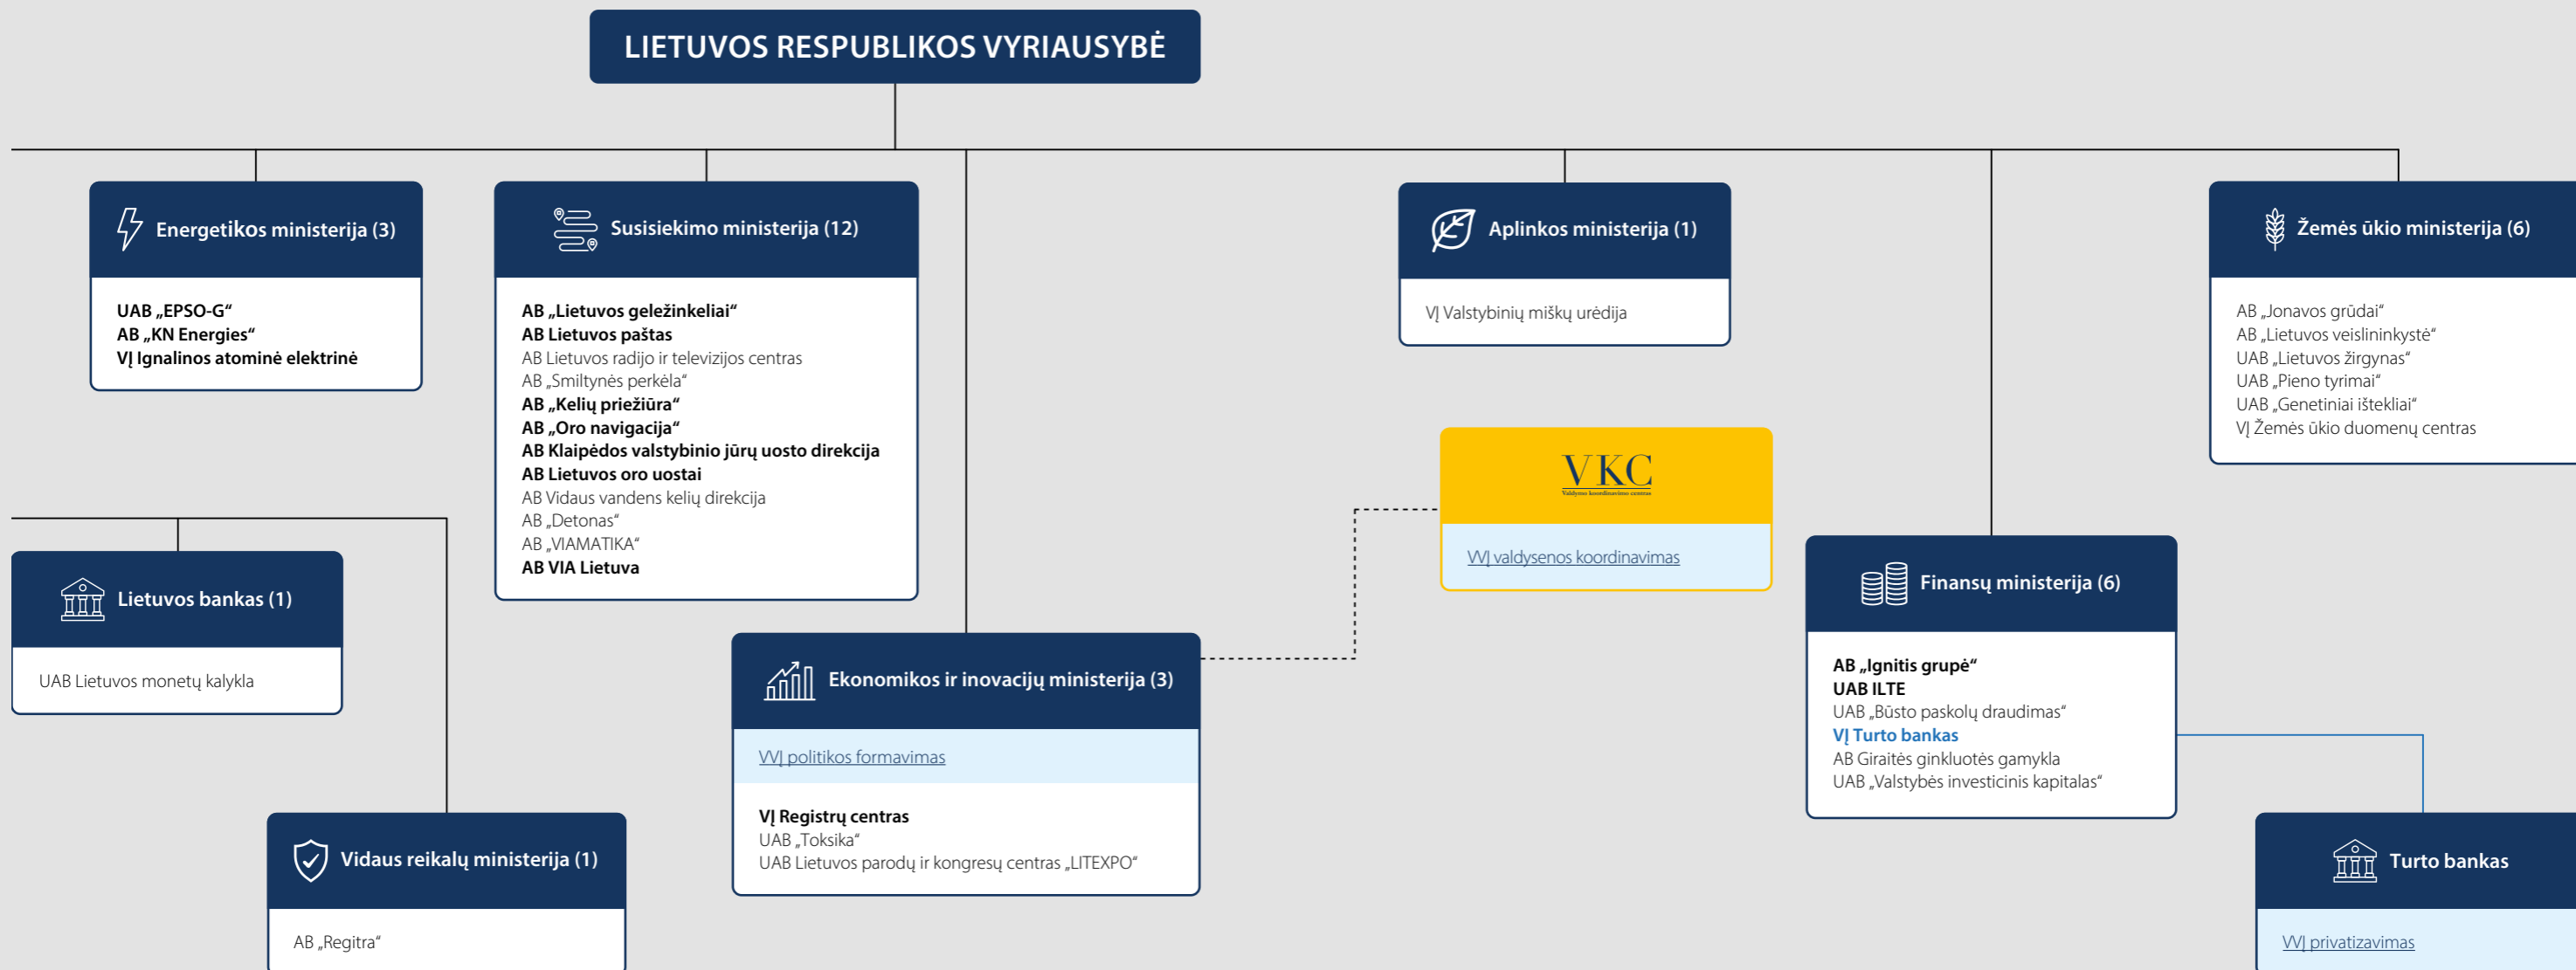 LIETUVOS RESPUBLIKOS VYRIAUSYBĖ
Energetikos ministerija (3)
UAB „EPSO-G“
AB „KN Energies“
VĮ Ignalinos atominė elektrinė
Susisiekimo ministerija (12)
AB „Lietuvos geležinkeliai“
AB Lietuvos paštas
AB Lietuvos radijo ir televizijos centras
AB „Smiltynės perkėla“
AB „Kelių priežiūra“
AB „Oro navigacija“
AB Klaipėdos valstybinio jūrų uosto direkcija
AB Lietuvos oro uostai
AB Vidaus vandens kelių direkcija
AB „Detonas“
AB „VIAMATIKA“
AB VIA Lietuva
Aplinkos ministerija (1)
VĮ Valstybinių miškų urėdija
Žemės ūkio ministerija (6)
AB „Jonavos grūdai“
AB „Lietuvos veislininkystė“
UAB „Lietuvos žirgynas“
UAB „Pieno tyrimai“
UAB „Genetiniai ištekliai“
VĮ Žemės ūkio duomenų centras
VKC
Valdymo koordinavimo centras
VVĮ valdysenos koordinavimas
Lietuvos bankas (1)
UAB Lietuvos monetų kalykla
Ekonomikos ir inovacijų ministerija (3)
VVĮ politikos formavimas
VĮ Registrų centras
UAB „Toksika“
UAB Lietuvos parodų ir kongresų centras „LITEXPO“
Finansų ministerija (6)
AB „Ignitis grupė“
UAB ILTE
UAB „Būsto paskolų draudimas“
VĮ Turto bankas
AB Giraitės ginkluotės gamykla
UAB „Valstybės investicinis kapitalas“
Vidaus reikalų ministerija (1)
AB „Regitra“
Turto bankas
VVĮ privatizavimas